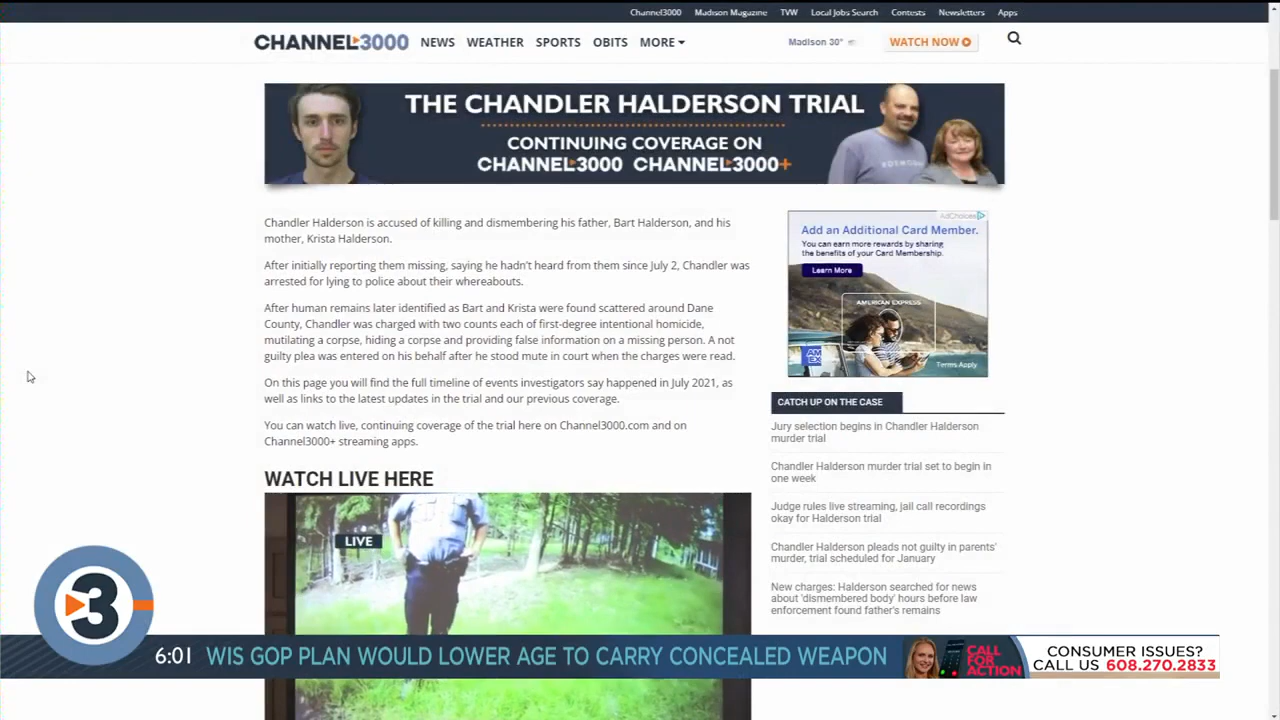 Channel3000 Madison Magazine TVW Local Jobs Search Contests Newsletters Apps
CHANNEL3000 NEWS WEATHER SPORTS OBITS MORE Madison 30° WATCH NOW
THE CHANDLER HALDERSON TRIAL
CONTINUING COVERAGE ON
CHANNEL3000 CHANNEL3000+
Chandler Halderson is accused of killing and dismembering his father, Bart Halderson, and his
mother, Krista Halderson.
After initially reporting them missing, saying he hadn't heard from them since July 2, Chandler was
arrested for lying to police about their whereabouts.
After human remains later identified as Bart and Krista were found scattered around Dane
County, Chandler was charged with two counts each of first-degree intentional homicide,
mutilating a corpse, hiding a corpse and providing false information on a missing person. A not
guilty plea was entered on his behalf after he stood mute in court when the charges were read.
On this page you will find the full timeline of events investigators say happened in July 2021, as
well as links to the latest updates in the trial and our previous coverage.
You can watch live, continuing coverage of the trial here on Channel3000.com and on
Channel3000+ streaming apps.
WATCH LIVE HERE
LIVE
AdChoices
Add an Additional Card Member.
You can earn more rewards by sharing
the benefits of your Card Membership.
Learn More
AMERICAN EXPRESS
AM
EX
Terms Apply
CATCH UP ON THE CASE
Jury selection begins in Chandler Halderson
murder trial
Chandler Halderson murder trial set to begin in
one week
Judge rules live streaming, jail call recordings
okay for Halderson trial
Chandler Halderson pleads not guilty in parents'
murder, trial scheduled for January
New charges: Halderson searched for news
about 'dismembered body' hours before law
enforcement found father's remains
3
6:01 WIS GOP PLAN WOULD LOWER AGE TO CARRY CONCEALED WEAPON
CALL
FOR
ACTION
CONSUMER ISSUES?
CALL US 608.270.2833